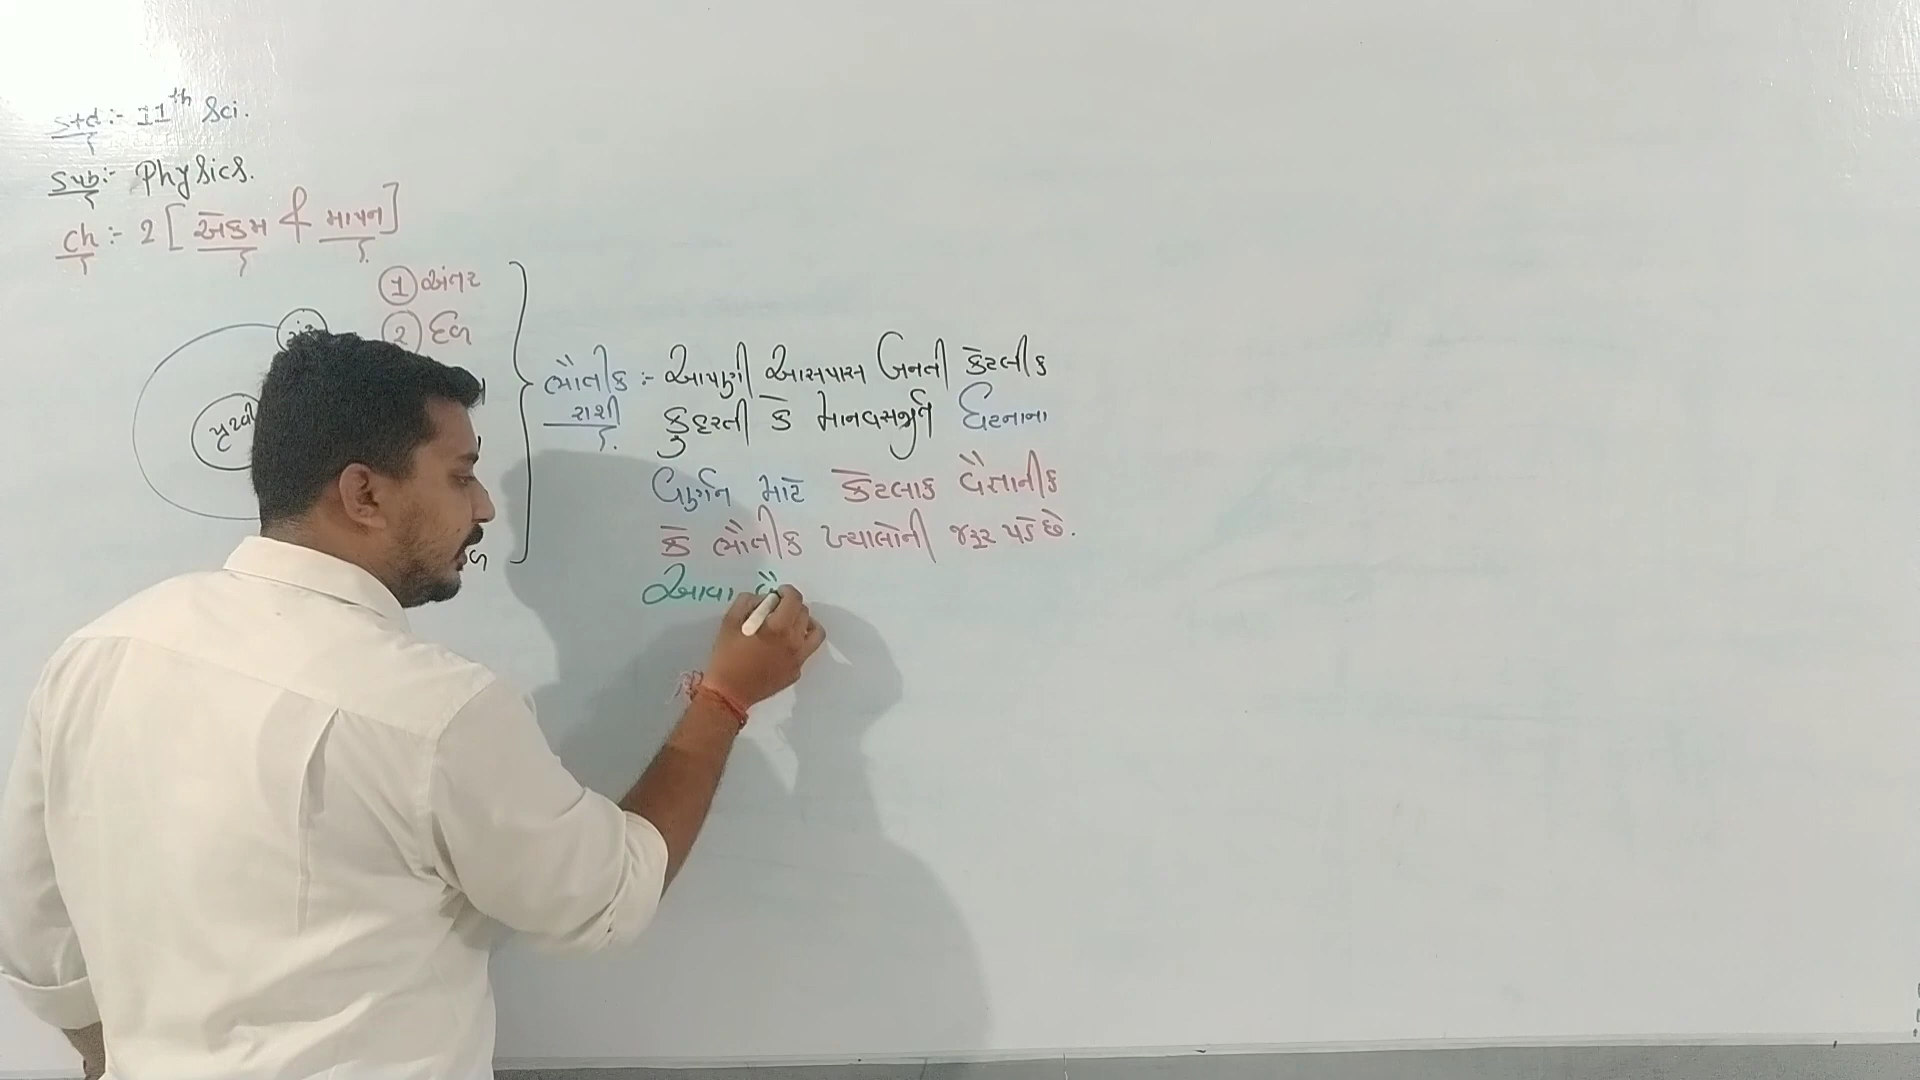 Std:- 11th Sci.
Sub:- Physics.
Ch:- 2 [ એકમ & માપન ]
① અંતર
② દળ
પૃથ્વી
ભૌતીક :- આપણી આસપાસ બનતી કેટલીક
રાશી
કુદરતી કે માનવસર્જીત ઘટનાના
વર્ણન માટે કેટલાક વૈજ્ઞાનીક
કે ભૌતીક ખ્યાલોની જરૂર પડે છે.
આવા વૈ